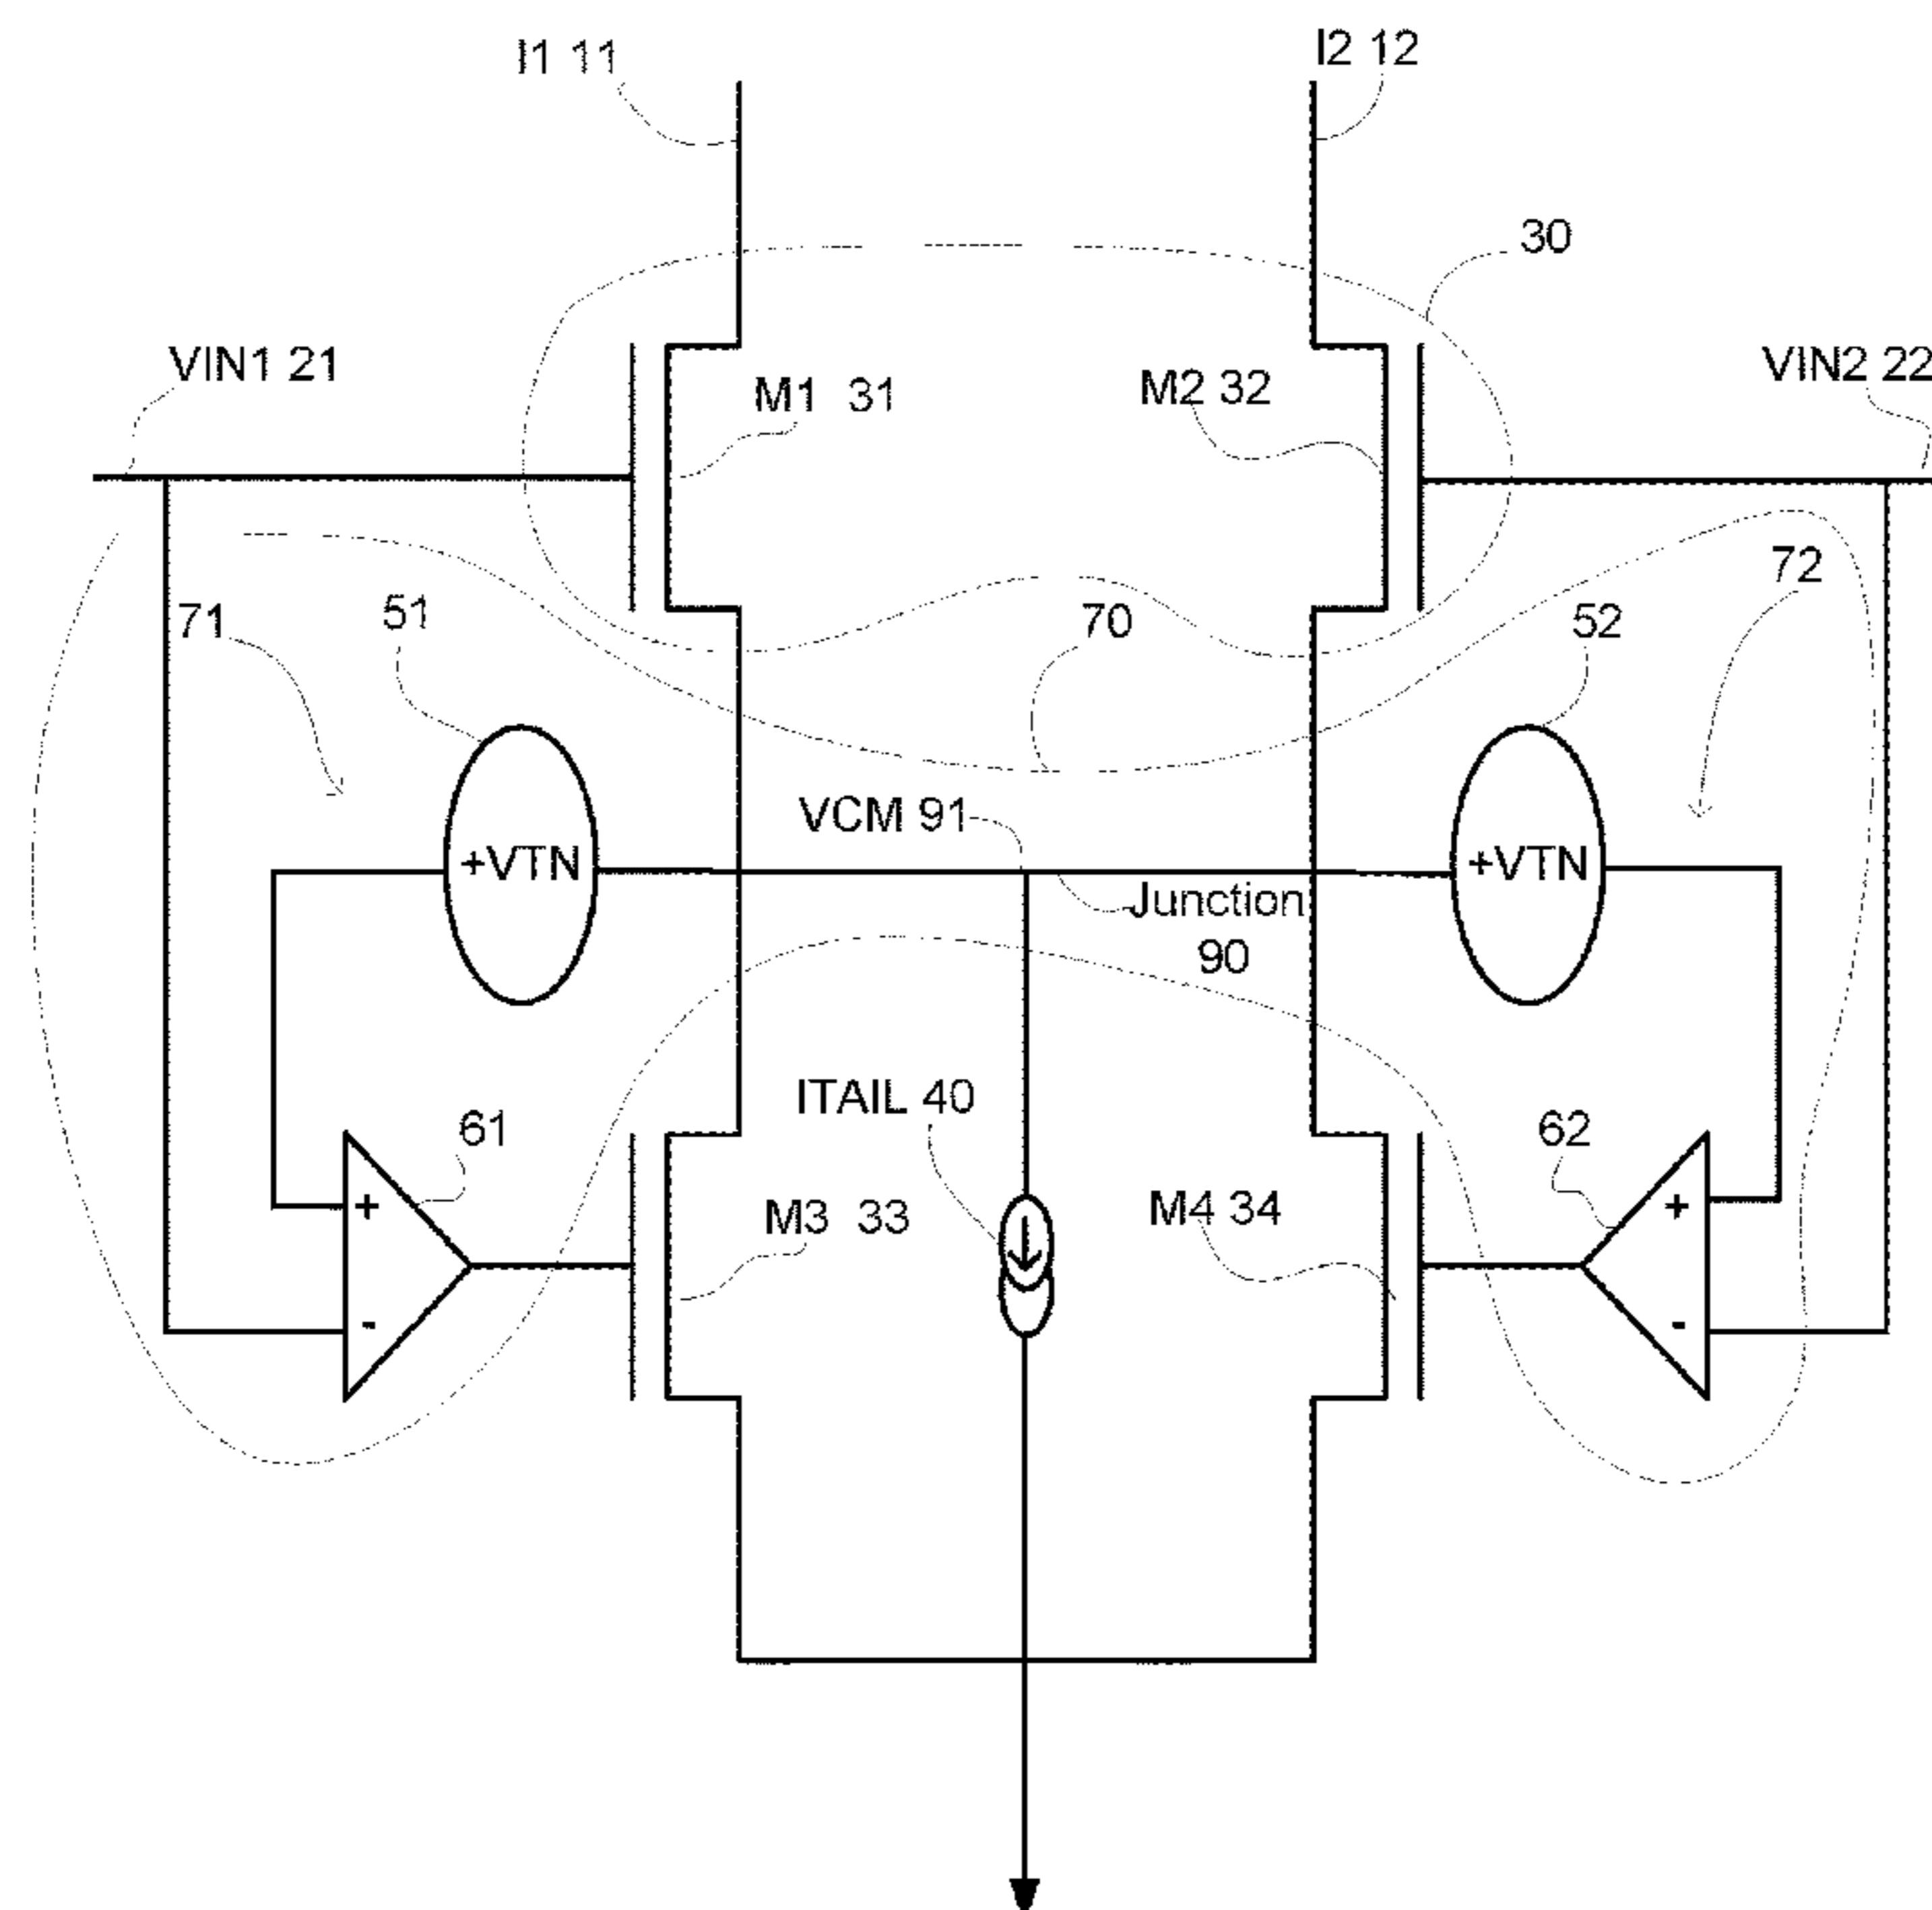 I1 11
I2 12
30
VIN1 21
M1 31
M2 32
VIN2 22
71
51
70
52
72
VCM 91
+VTN
+VTN
Junction
90
ITAIL 40
61
62
+
M3 33
M4 34
+
-
-